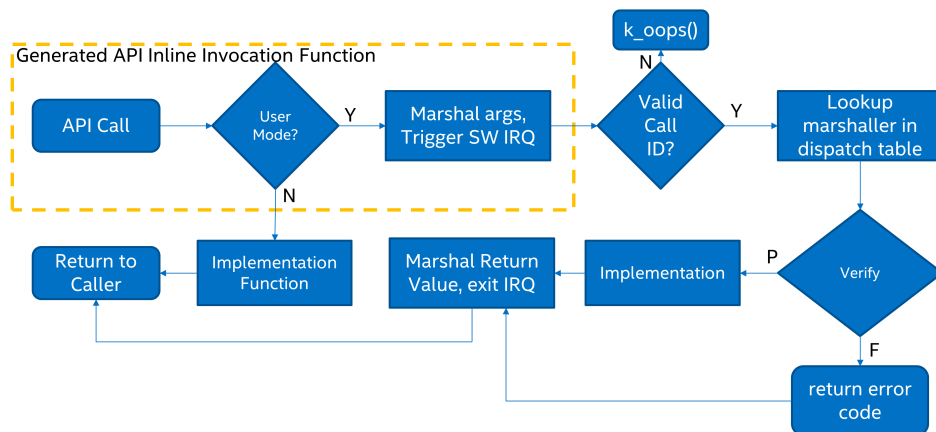 k_oops()
Generated API Inline Invocation Function
N
API Call
User
Mode?
Y
Marshal args,
Trigger SW IRQ
Valid
Call
ID?
Y
Lookup
marshaller in
dispatch table
N
Return to
Caller
Implementation
Function
Marshal Return
Value, exit IRQ
Implementation
P
Verify
F
return error
code